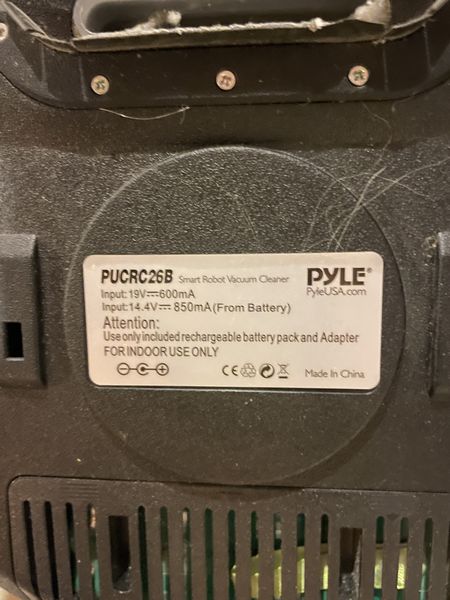 PUCRC26B Smart Robot Vacuum Cleaner
PYLE®
PyleUSA.com
Input: 19V⎓600mA
Input: 14.4V⎓ 850mA(From Battery)
Attention:
Use only included rechargeable battery pack and Adapter
FOR INDOOR USE ONLY
CE
Made In China